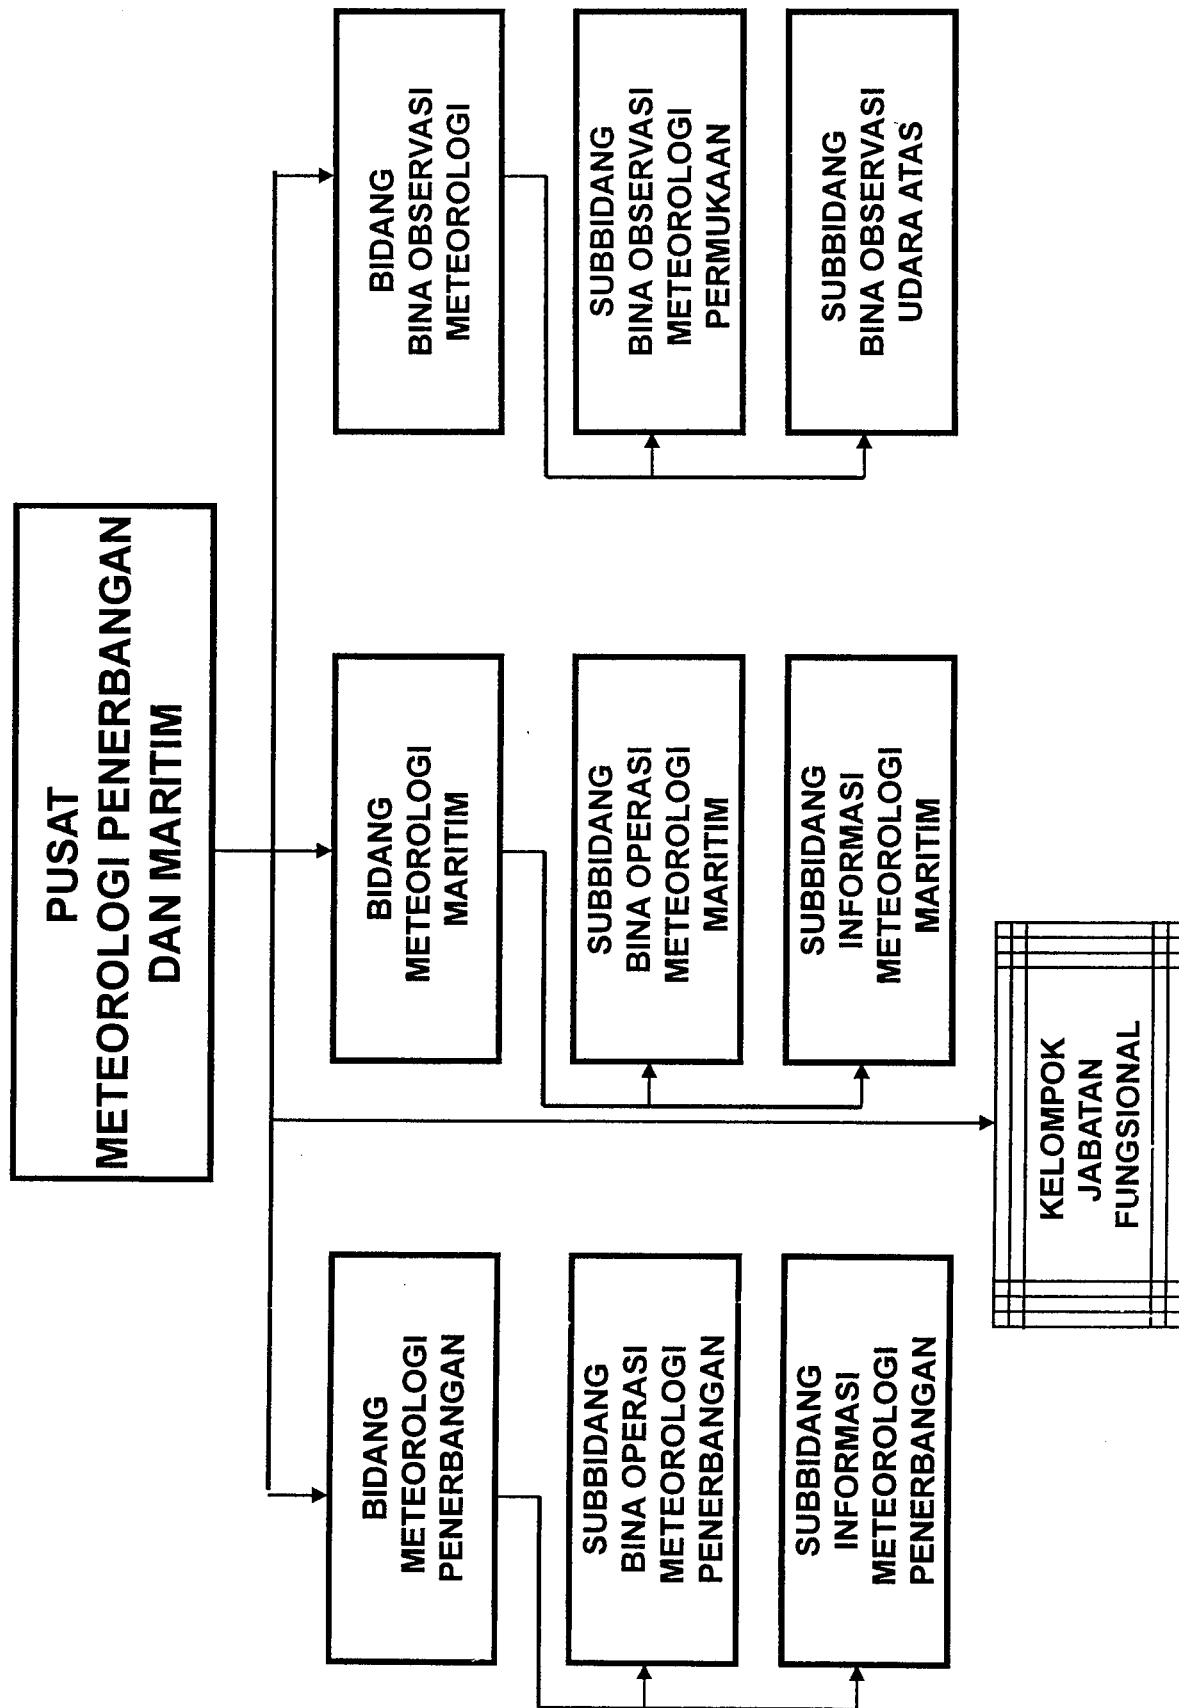 PUSAT
METEOROLOGI PENERBANGAN
DAN MARITIM
BIDANG
METEOROLOGI
PENERBANGAN
BIDANG
METEOROLOGI
MARITIM
BIDANG
BINA OBSERVASI
METEOROLOGI
SUBBIDANG
BINA OPERASI
METEOROLOGI
PENERBANGAN
SUBBIDANG
BINA OPERASI
METEOROLOGI
MARITIM
SUBBIDANG
BINA OBSERVASI
METEOROLOGI
PERMUKAAN
SUBBIDANG
INFORMASI
METEOROLOGI
PENERBANGAN
SUBBIDANG
INFORMASI
METEOROLOGI
MARITIM
SUBBIDANG
BINA OBSERVASI
UDARA ATAS
KELOMPOK
JABATAN
FUNGSIONAL